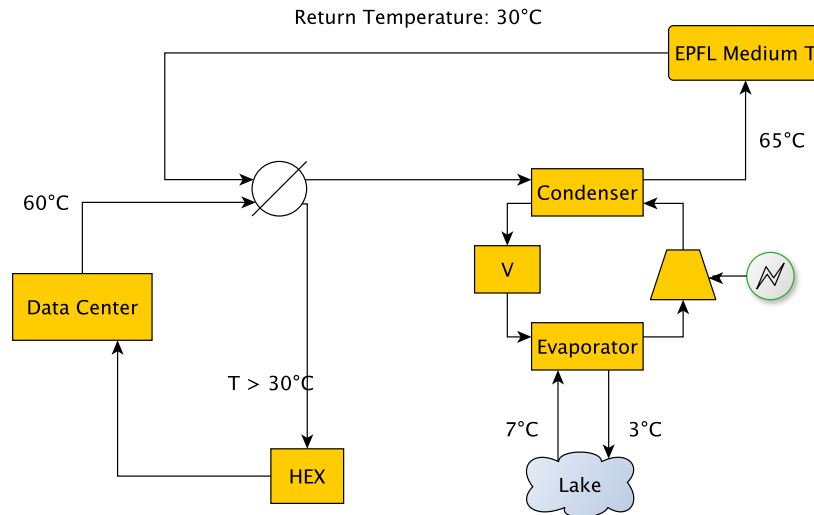 Return Temperature: 30°C
EPFL Medium T
65°C
60°C
Condenser
V
Data Center
Evaporator
T > 30°C
7°C
3°C
HEX
Lake